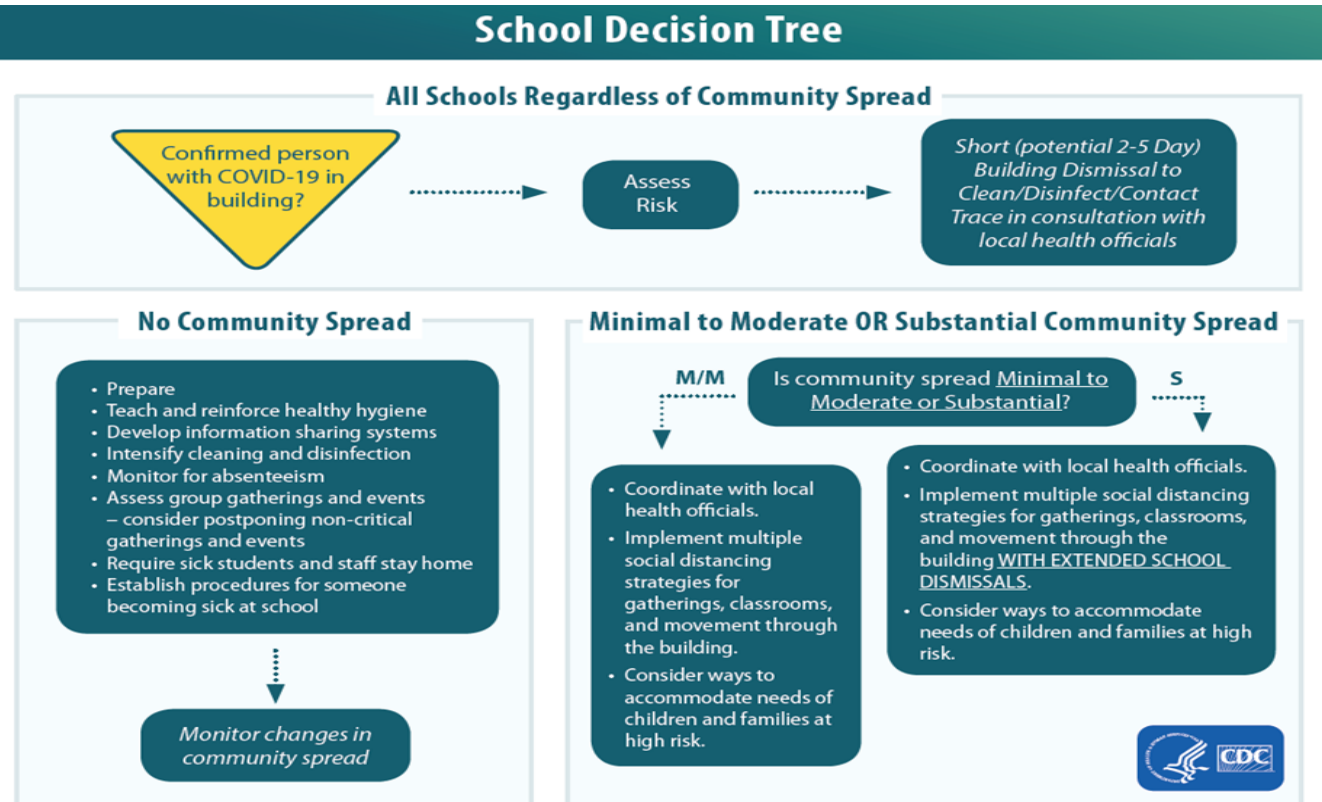 School Decision Tree
All Schools Regardless of Community Spread
Confirmed person
with COVID-19 in
building?
Assess
Risk
Short (potential 2-5 Day)
Building Dismissal to
Clean/Disinfect/Contact
Trace in consultation with
local health officials
No Community Spread
• Prepare
• Teach and reinforce healthy hygiene
• Develop information sharing systems
• Intensify cleaning and disinfection
• Monitor for absenteeism
• Assess group gatherings and events
– consider postponing non-critical
gatherings and events
• Require sick students and staff stay home
• Establish procedures for someone
becoming sick at school
Monitor changes in
community spread
Minimal to Moderate OR Substantial Community Spread
Is community spread Minimal to
Moderate or Substantial?
M/M
• Coordinate with local
health officials.
• Implement multiple
social distancing
strategies for
gatherings, classrooms,
and movement through
the building.
• Consider ways to
accommodate needs of
children and families at
high risk.
S
• Coordinate with local health officials.
• Implement multiple social distancing
strategies for gatherings, classrooms,
and movement through the
building WITH EXTENDED SCHOOL
DISMISSALS.
• Consider ways to accommodate
needs of children and families at high
risk.
CDC